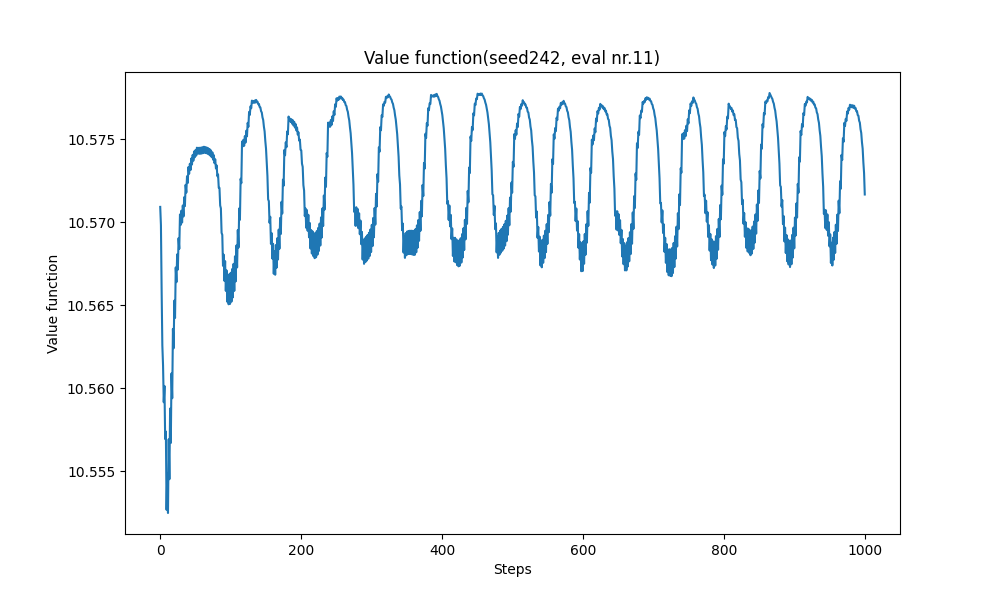 Value function(seed242, eval nr.11)
Value function
10.575
10.570
10.565
10.560
10.555
0 200 400 600 800 1000
Steps